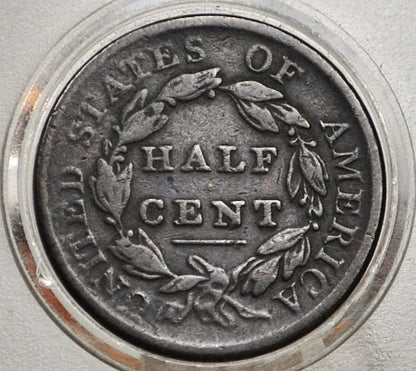 UNITED STATES OF AMERICA
HALF
CENT